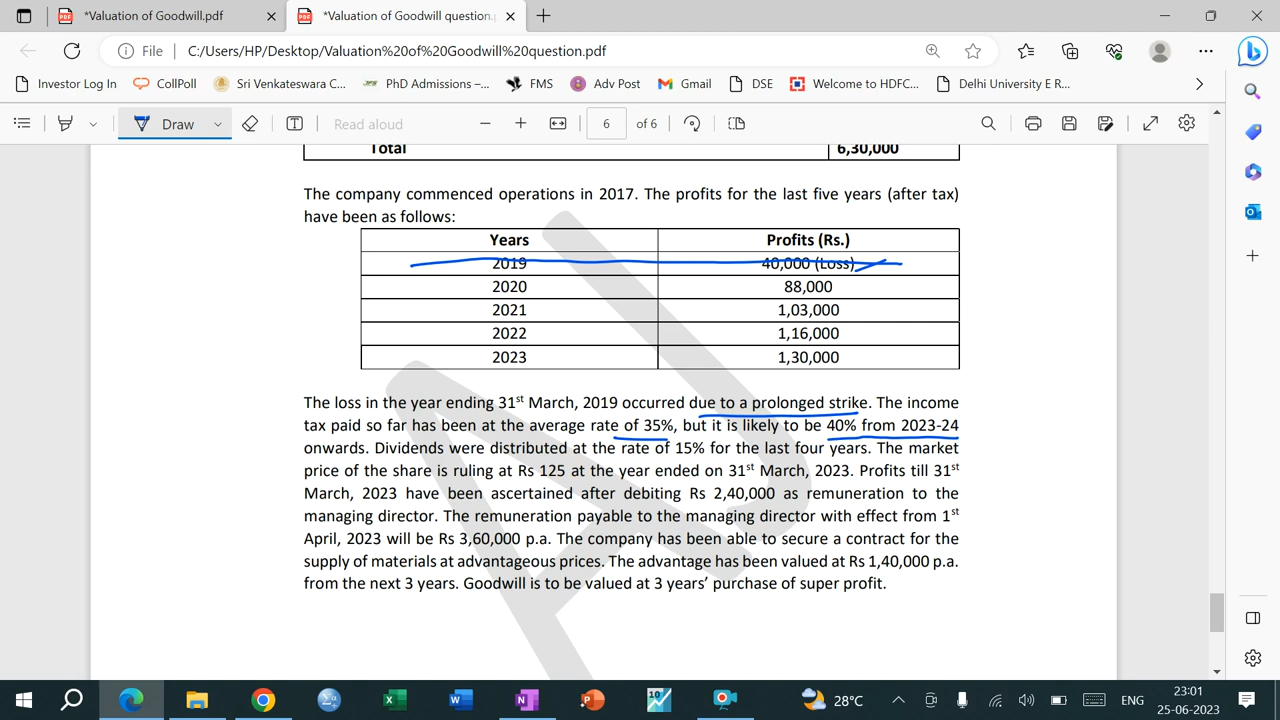 *Valuation of Goodwill.pdf
*Valuation of Goodwill question.
File
C:/Users/HP/Desktop/Valuation%20of%20Goodwill%20question.pdf
Investor Log In
CollPoll
Sri Venkateswara C...
PhD Admissions –...
FMS
Adv Post
Gmail
DSE
Welcome to HDFC...
Delhi University E R...
Draw
Read aloud
6
of 6
Total 6,30,000
The company commenced operations in 2017. The profits for the last five years (after tax)
have been as follows:
Years Profits (Rs.)
2019 40,000 (Loss)
2020 88,000
2021 1,03,000
2022 1,16,000
2023 1,30,000
The loss in the year ending 31st March, 2019 occurred due to a prolonged strike. The income
tax paid so far has been at the average rate of 35%, but it is likely to be 40% from 2023-24
onwards. Dividends were distributed at the rate of 15% for the last four years. The market
price of the share is ruling at Rs 125 at the year ended on 31st March, 2023. Profits till 31st
March, 2023 have been ascertained after debiting Rs 2,40,000 as remuneration to the
managing director. The remuneration payable to the managing director with effect from 1st
April, 2023 will be Rs 3,60,000 p.a. The company has been able to secure a contract for the
supply of materials at advantageous prices. The advantage has been valued at Rs 1,40,000 p.a.
from the next 3 years. Goodwill is to be valued at 3 years' purchase of super profit.
28°C
ENG
23:01
25-06-2023